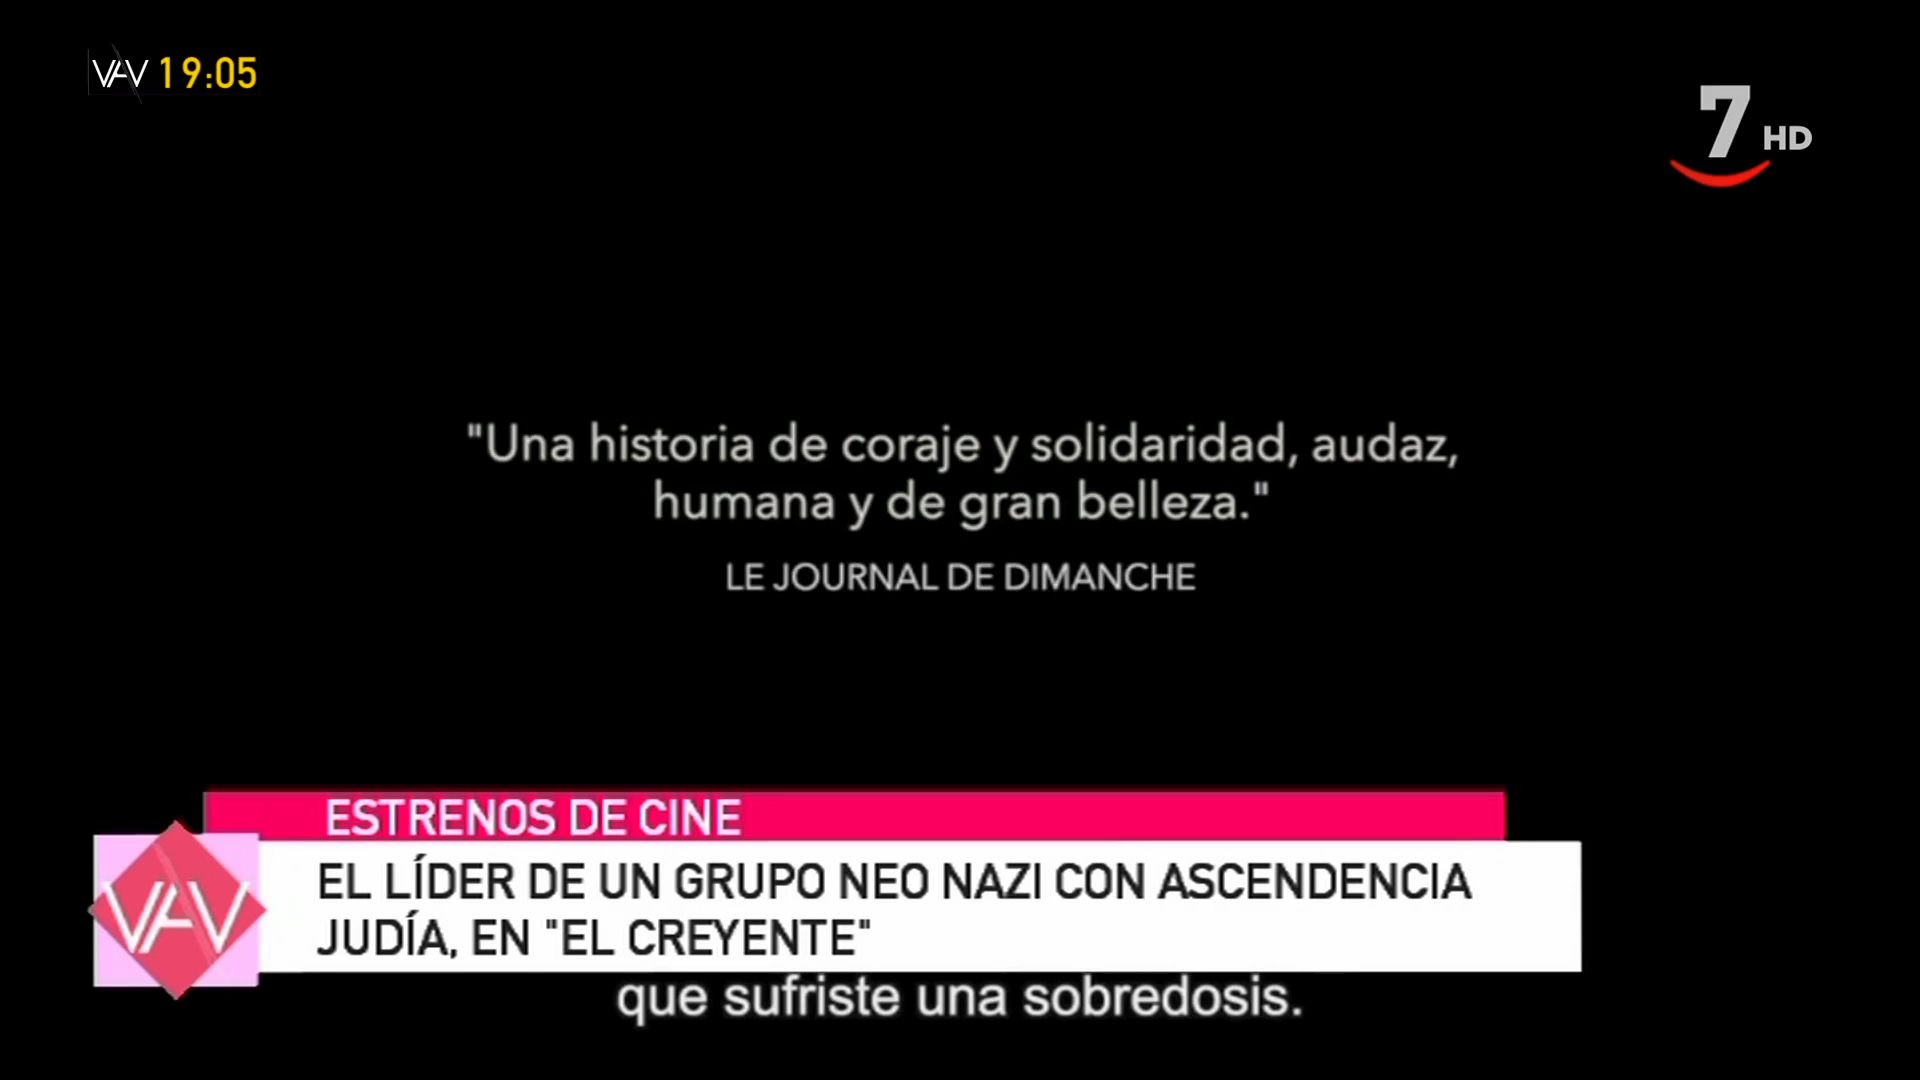 VAV 19:05
7 HD
"Una historia de coraje y solidaridad, audaz,
humana y de gran belleza."
LE JOURNAL DE DIMANCHE
ESTRENOS DE CINE
VAV
EL LÍDER DE UN GRUPO NEO NAZI CON ASCENDENCIA
JUDÍA, EN "EL CREYENTE"
que sufriste una sobredosis.